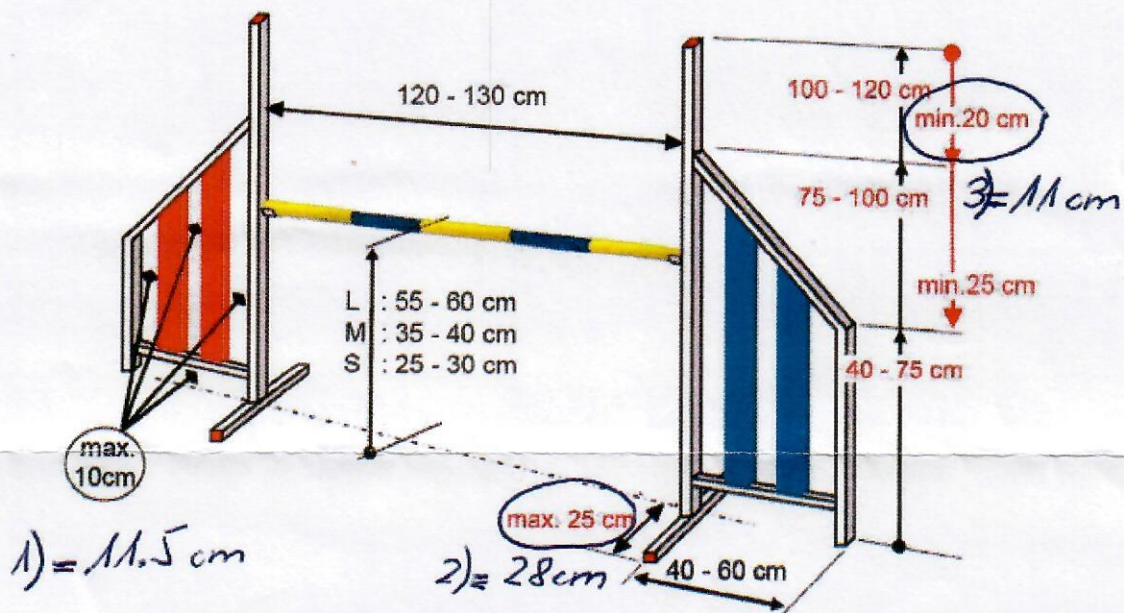 120 - 130 cm
100 - 120 cm
min.20 cm
75 - 100 cm
3)= 11 cm
min.25 cm
L : 55 - 60 cm
M : 35 - 40 cm
S : 25 - 30 cm
40 - 75 cm
max.
10cm
max. 25 cm
1)= 11.5 cm
2)= 28cm
40 - 60 cm